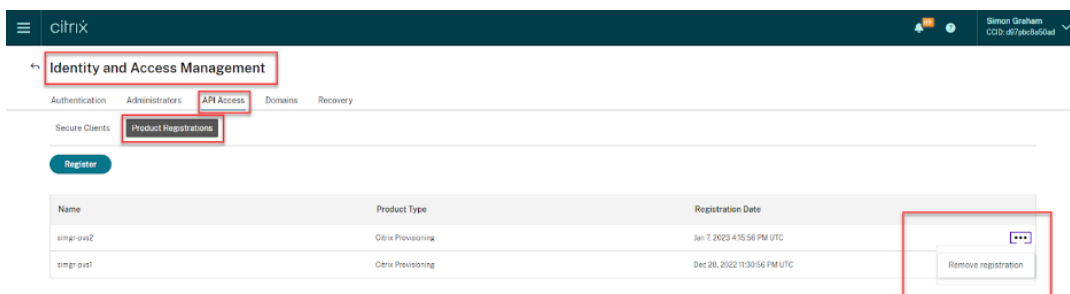 citrix
Simon Graham
CCID: d97pbc8a50ad
Identity and Access Management
Authentication Administrators API Access Domains Recovery
Secure Clients Product Registrations
Register
Name Product Type Registration Date
simgr-pvs2 Citrix Provisioning Jan 7, 2023 4:15:56 PM UTC
simgr-pvs1 Citrix Provisioning Dec 28, 2022 11:30:56 PM UTC
Remove registration